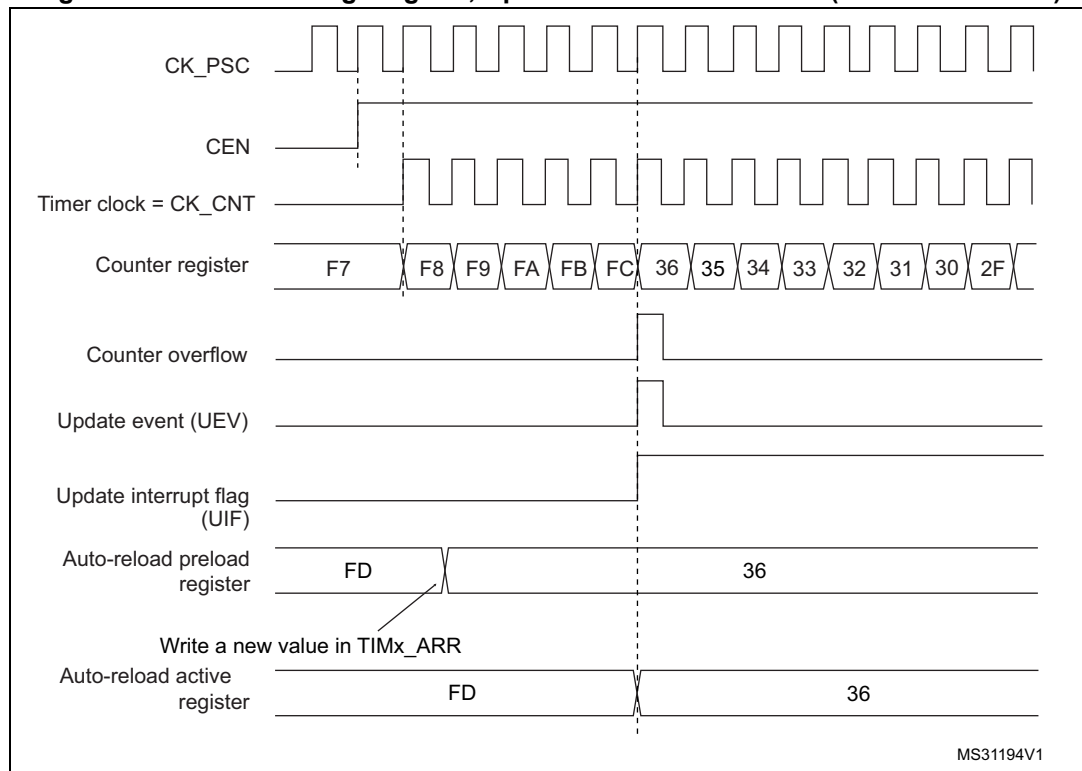 CK_PSC
CEN
Timer clock = CK_CNT
Counter register F7 F8 F9 FA FB FC 36 35 34 33 32 31 30 2F
Counter overflow
Update event (UEV)
Update interrupt flag
(UIF)
Auto-reload preload
register
FD 36
Write a new value in TIMx_ARR
Auto-reload active
register
FD 36
MS31194V1